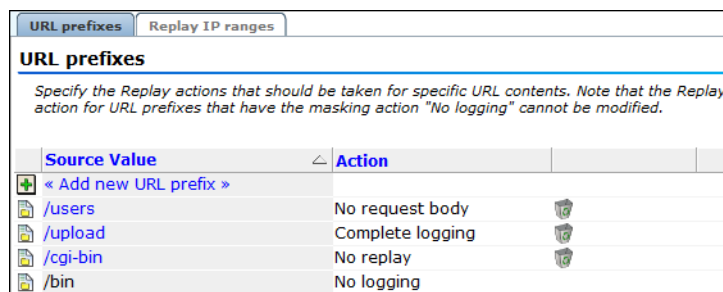 URL prefixes Replay IP ranges
URL prefixes
Specify the Replay actions that should be taken for specific URL contents. Note that the Replay
action for URL prefixes that have the masking action "No logging" cannot be modified.
Source Value Action
« Add new URL prefix »
/users No request body
/upload Complete logging
/cgi-bin No replay
/bin No logging